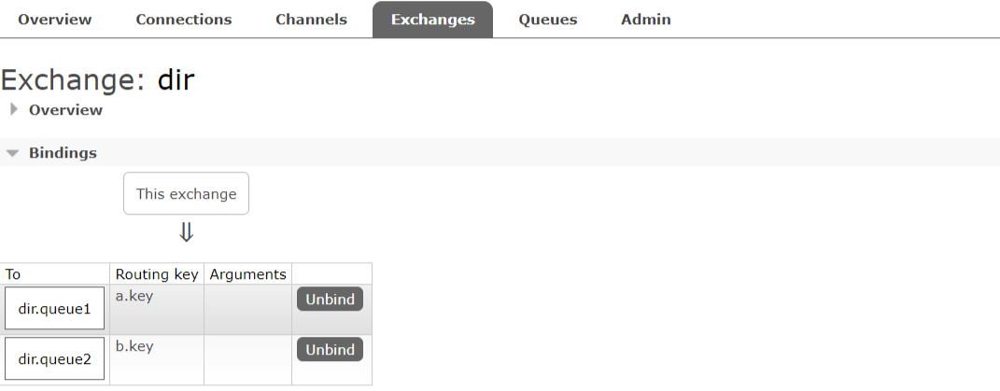 Overview Connections Channels Exchanges Queues Admin
Exchange: dir
Overview
Bindings
This exchange
⇓
To Routing key Arguments
dir.queue1 a.key Unbind
dir.queue2 b.key Unbind